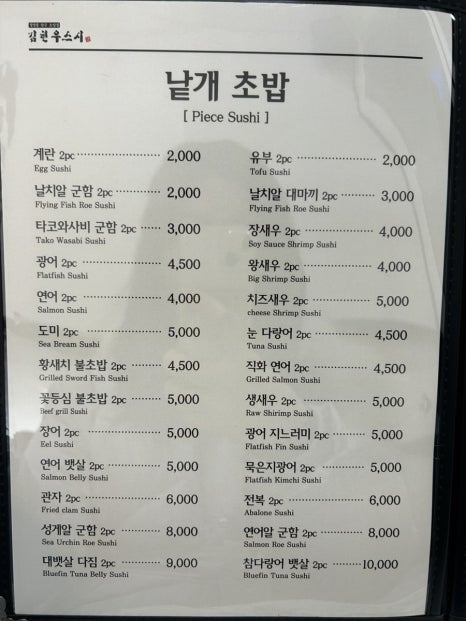 김현우스시
낱개 초밥
[ Piece Sushi ]
계란 2pc ······················ 2,000
Egg Sushi
날치알 군함 2pc ············ 2,000
Flying Fish Roe Sushi
타코와사비 군함 2pc ····· 3,000
Tako Wasabi Sushi
광어 2pc ····················· 4,500
Flatfish Sushi
연어 2pc ····················· 4,000
Salmon Sushi
도미 2pc ····················· 5,000
Sea Bream Sushi
황새치 불초밥 2pc ········· 4,500
Grilled Sword Fish Sushi
꽃등심 불초밥 2pc ········· 5,000
Beef grill Sushi
장어 2pc ····················· 5,000
Eel Sushi
연어 뱃살 2pc ··············· 5,000
Salmon Belly Sushi
관자 2pc ····················· 6,000
Fried clam Sushi
성게알 군함 2pc ············ 8,000
Sea Urchin Roe Sushi
대뱃살 다짐 2pc ············ 9,000
Bluefin Tuna Belly Sushi
유부 2pc ····················· 2,000
Tofu Sushi
날치알 대마끼 2pc ········· 3,000
Flying Fish Roe Sushi
장새우 2pc ·················· 4,000
Soy Sauce Shrimp Sushi
왕새우 2pc ·················· 4,000
Big Shrimp Sushi
치즈새우 2pc ··············· 5,000
cheese Shrimp Sushi
눈 다랑어 2pc ··············· 4,500
Tuna Sushi
직화 연어 2pc ··············· 4,500
Grilled Salmon Sushi
생새우 2pc ·················· 5,000
Raw Shirimp Sushi
광어 지느러미 2pc ········· 5,000
Flatfish Fin Sushi
묵은지광어 2pc ············ 5,000
Flatfish Kimchi Sushi
전복 2pc ····················· 6,000
Abalone Sushi
연어알 군함 2pc ············ 8,000
Salmon Roe Sushi
참다랑어 뱃살 2pc ········· 10,000
Bluefin Tuna Sushi